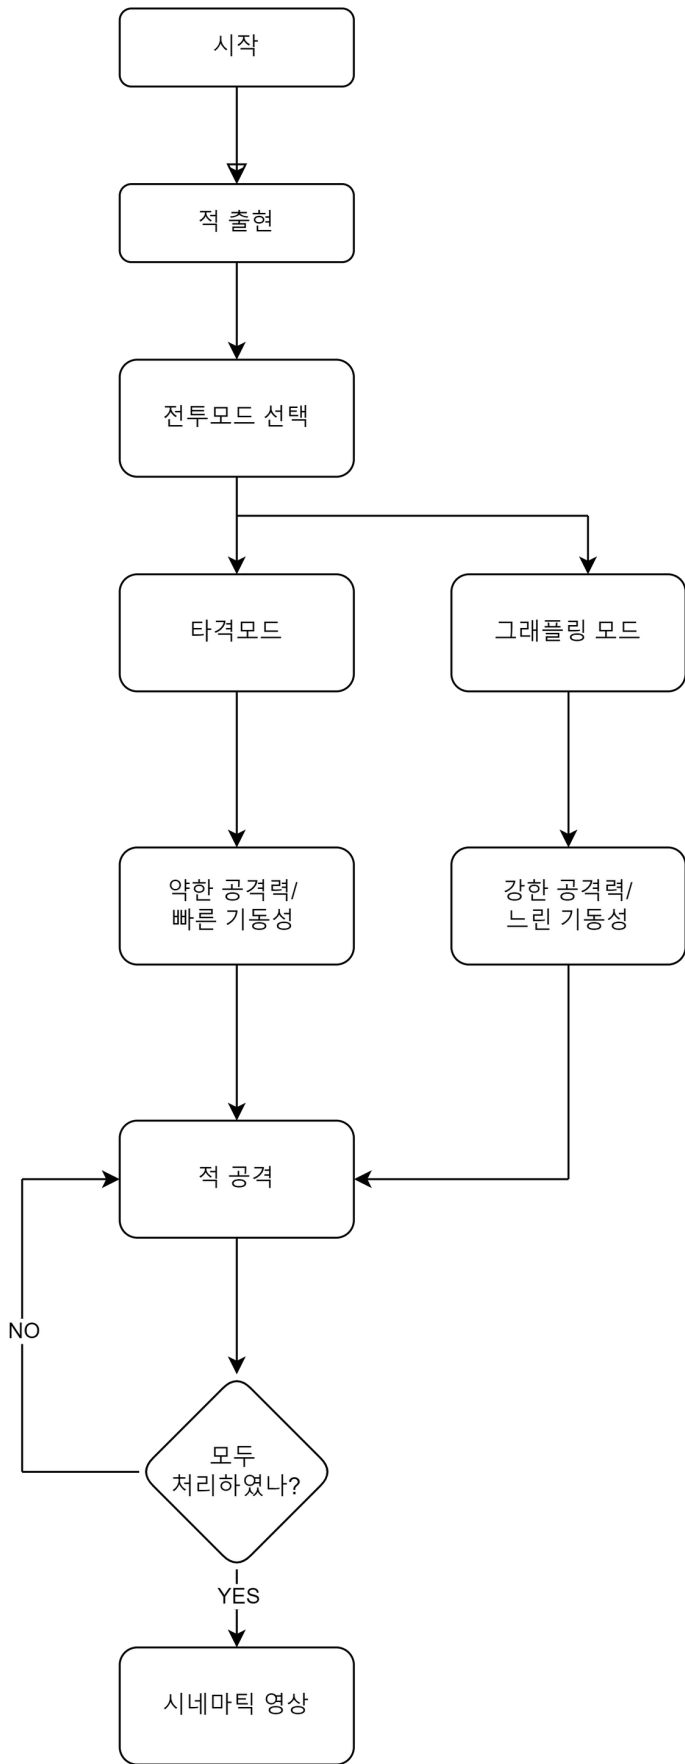 시작
적 출현
전투모드 선택
타격모드
그래플링 모드
약한 공격력/
빠른 기동성
강한 공격력/
느린 기동성
적 공격
NO
모두
처리하였나?
YES
시네마틱 영상